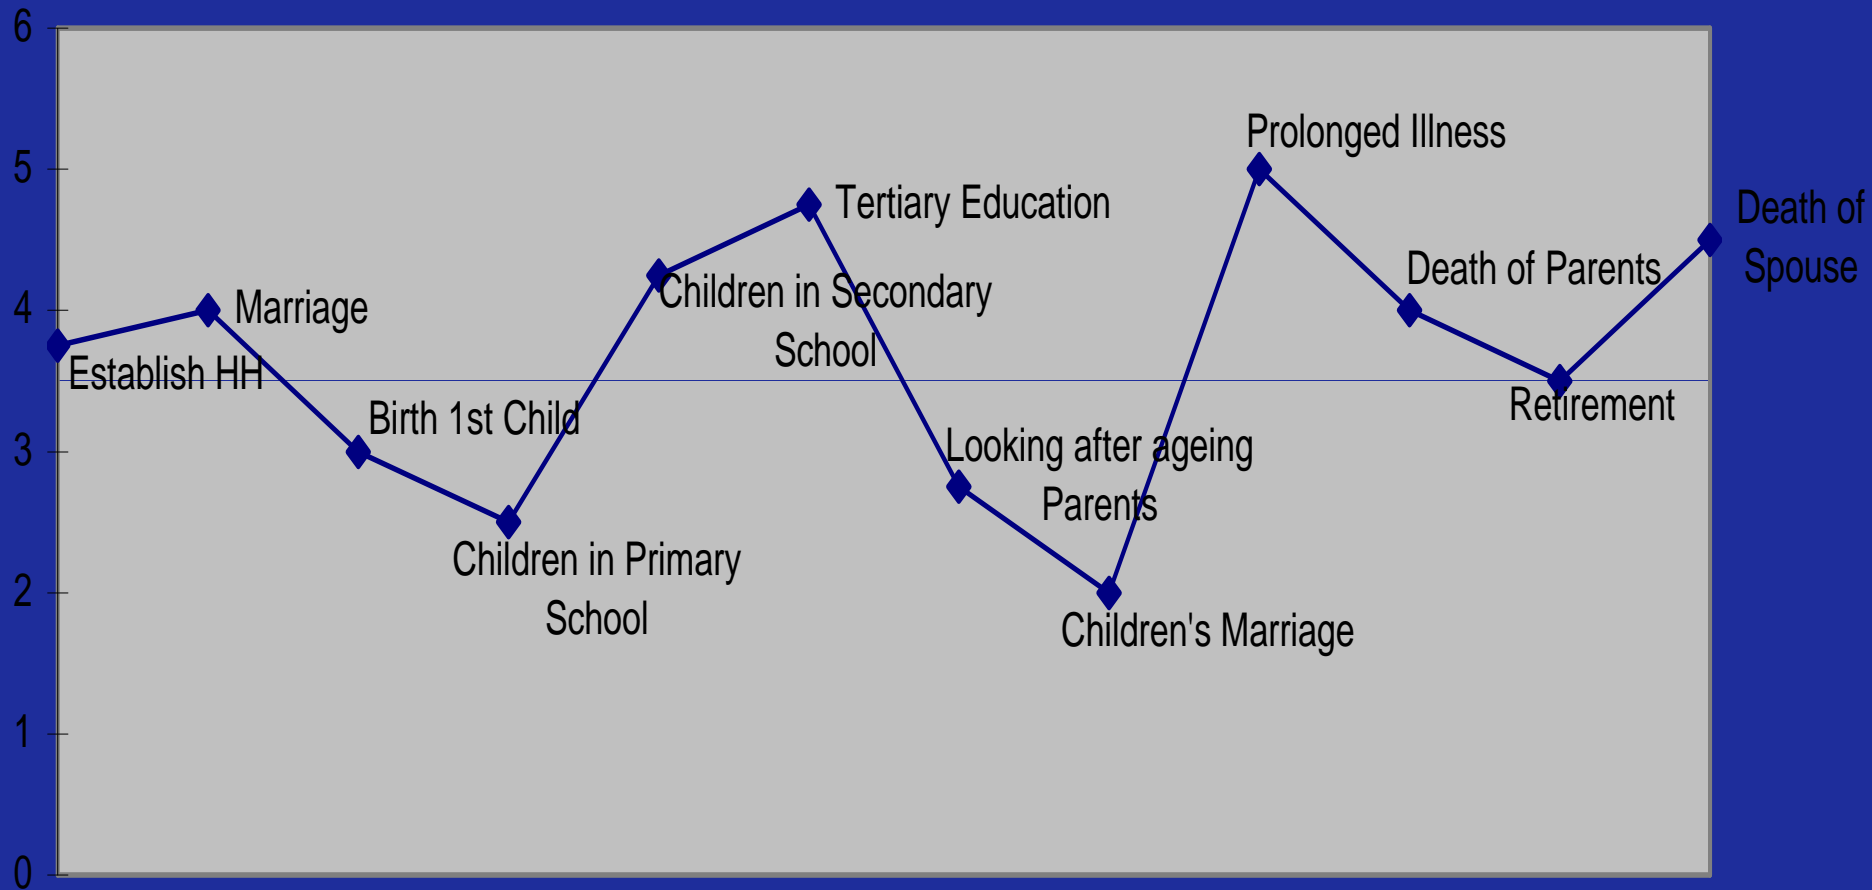 6
5
4
3
2
1
0
Establish HH
Marriage
Birth 1st Child
Children in Primary
School
Children in Secondary
School
Tertiary Education
Looking after ageing
Parents
Children's Marriage
Prolonged Illness
Death of Parents
Retirement
Death of
Spouse